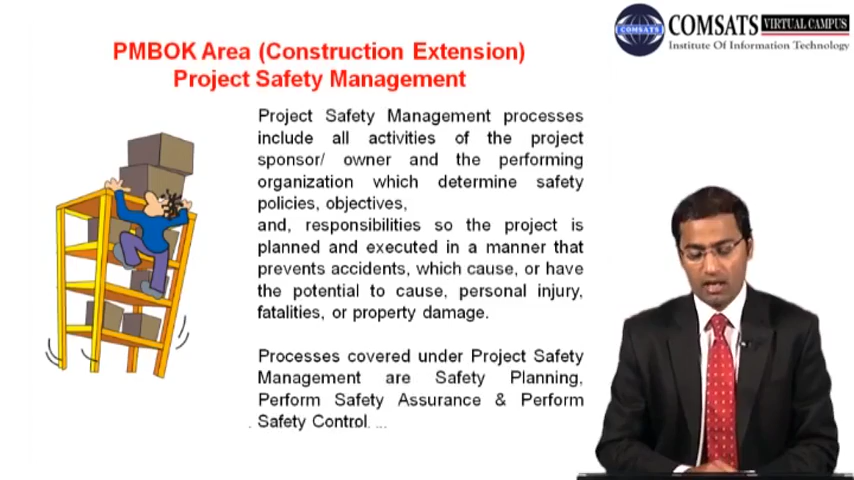 PMBOK Area (Construction Extension)
Project Safety Management
COMSATS VIRTUAL CAMPUS
Institute Of Information Technology
COMSATS
Project Safety Management processes
include all activities of the project
sponsor/ owner and the performing
organization which determine safety
policies, objectives,
and, responsibilities so the project is
planned and executed in a manner that
prevents accidents, which cause, or have
the potential to cause, personal injury,
fatalities, or property damage.
Processes covered under Project Safety
Management are Safety Planning,
Perform Safety Assurance & Perform
. Safety Control. ...